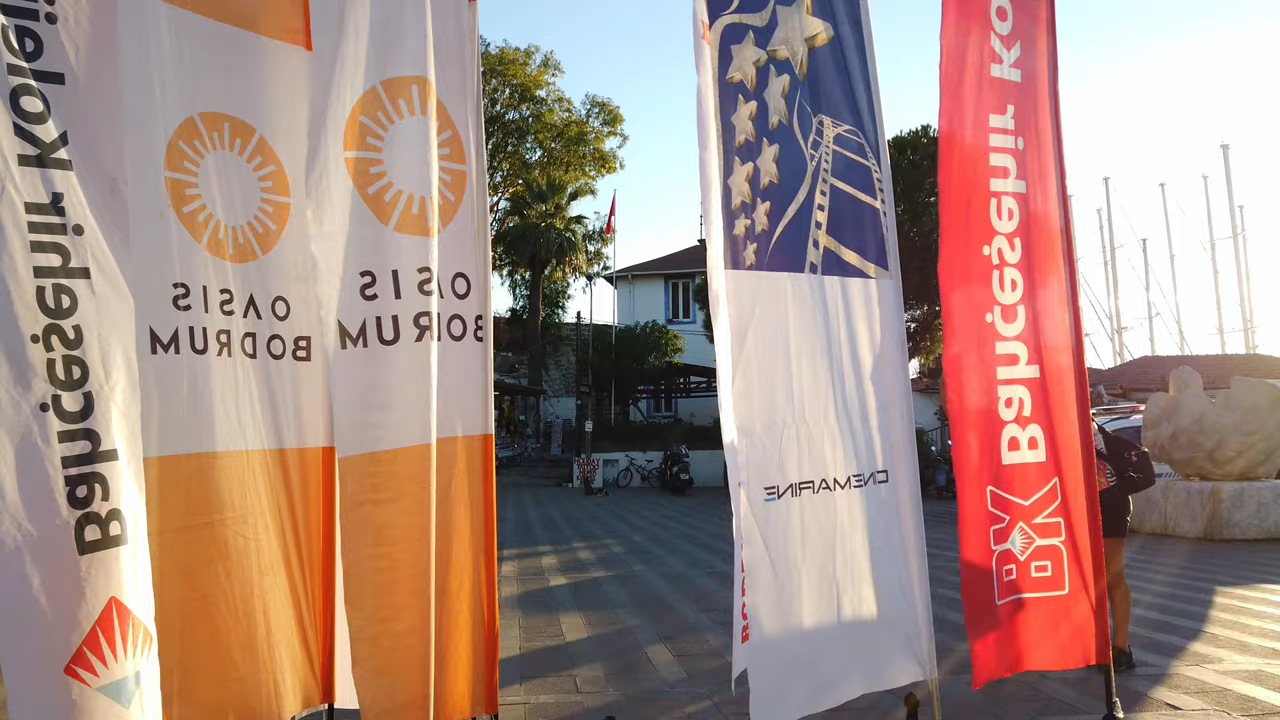 Bahçeşehir Koleji
OASIS
BODRUM
OASIS
BODRUM
CINEMARINE
BK Bahçeşehir Ko